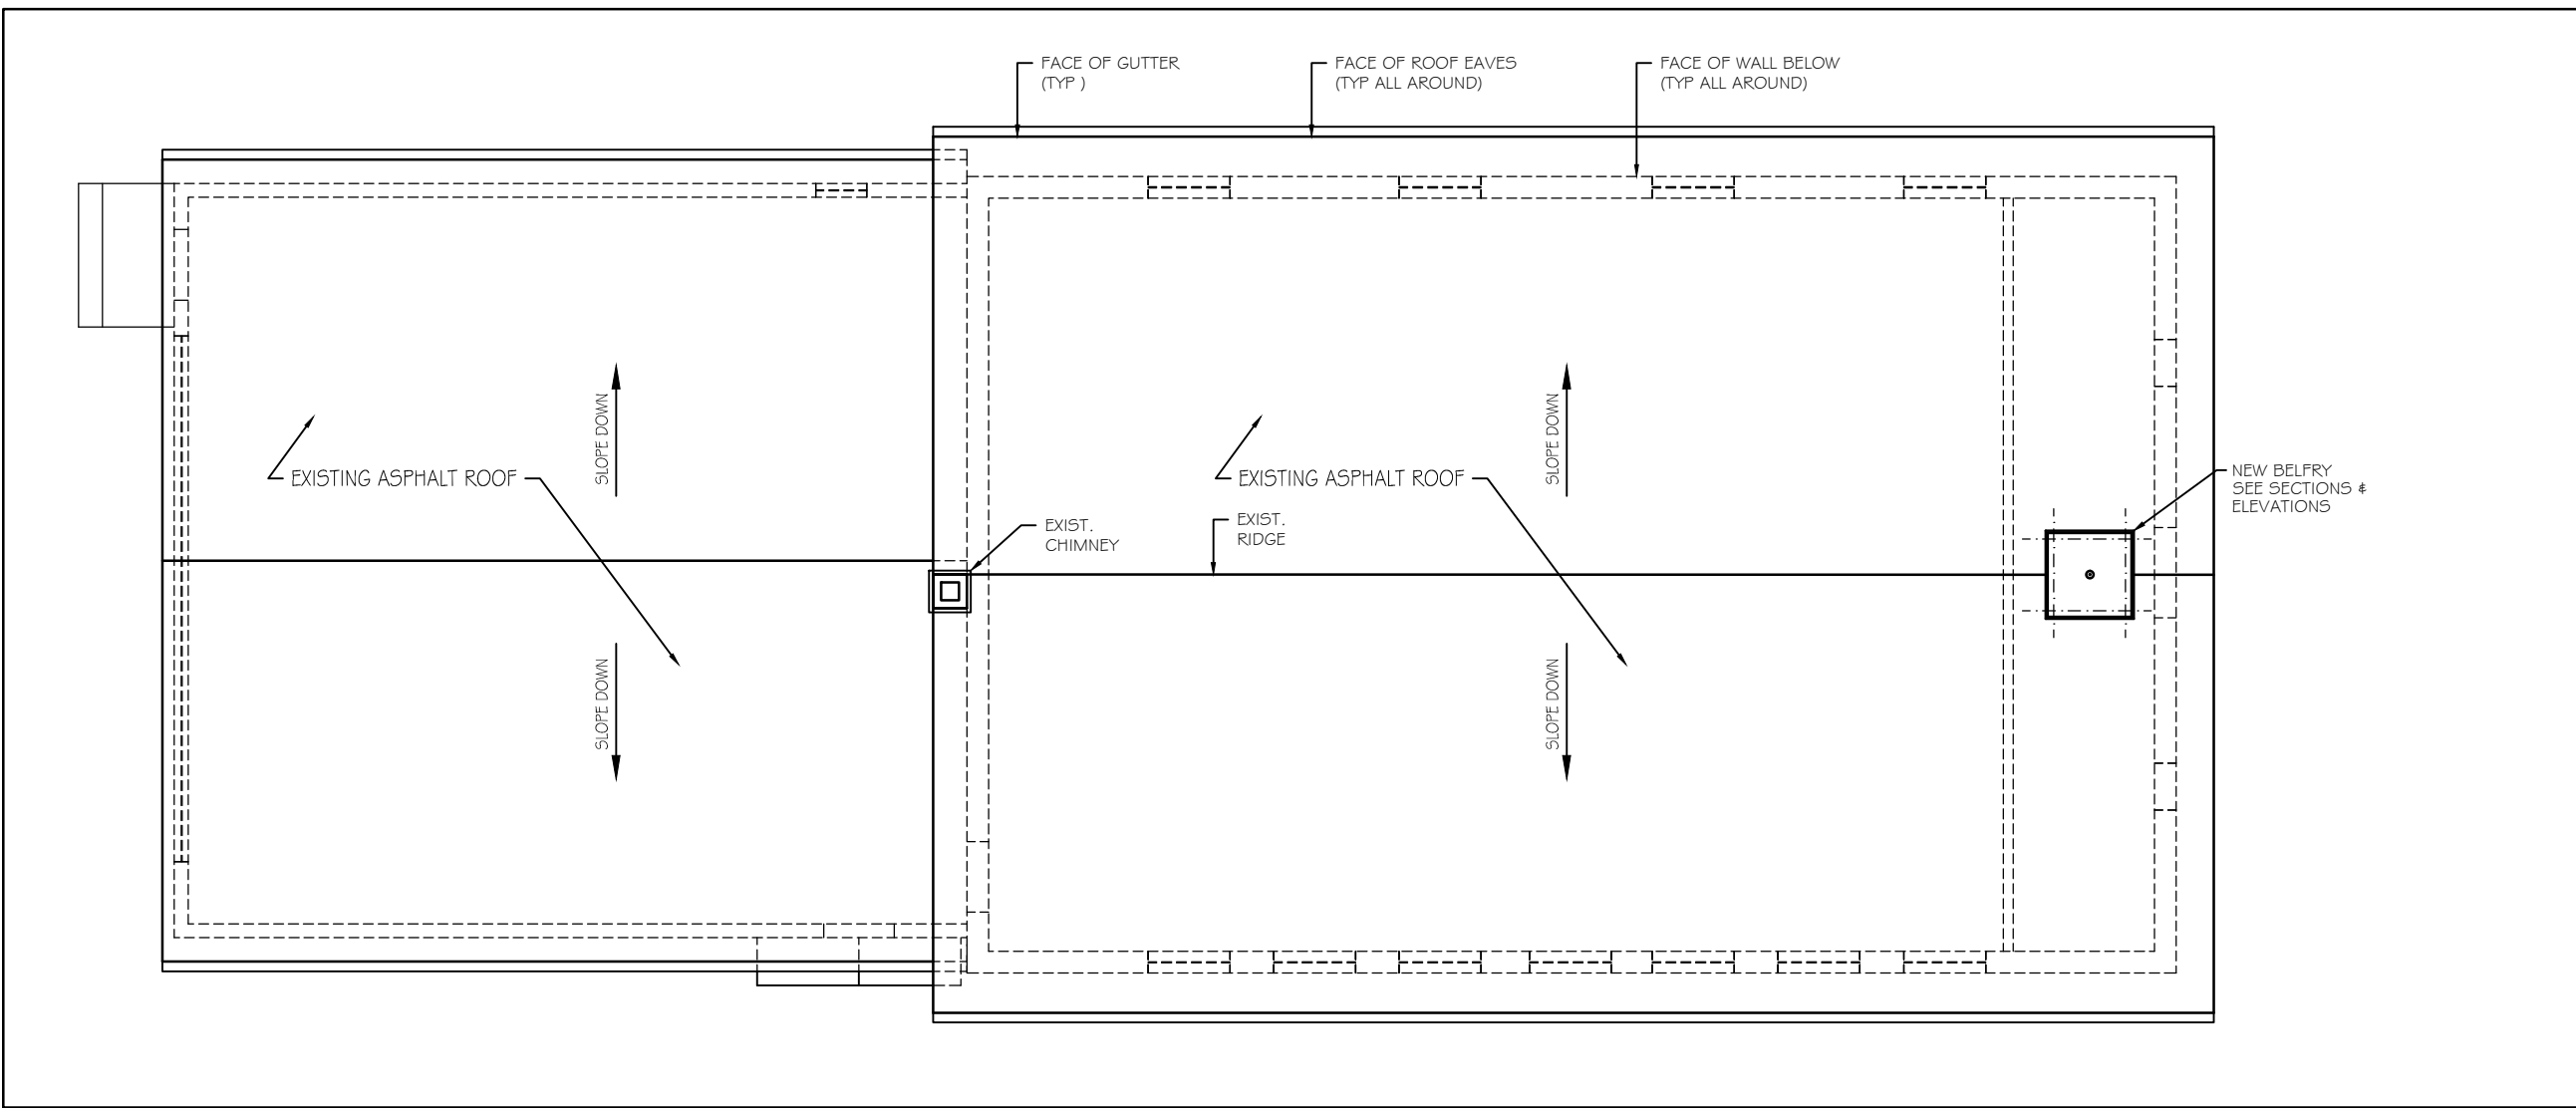 FACE OF GUTTER
(TYP )
FACE OF ROOF EAVES
(TYP ALL AROUND)
FACE OF WALL BELOW
(TYP ALL AROUND)
SLOPE DOWN
SLOPE DOWN
EXISTING ASPHALT ROOF
EXISTING ASPHALT ROOF
NEW BELFRY
SEE SECTIONS &
ELEVATIONS
EXIST.
CHIMNEY
EXIST.
RIDGE
SLOPE DOWN
SLOPE DOWN